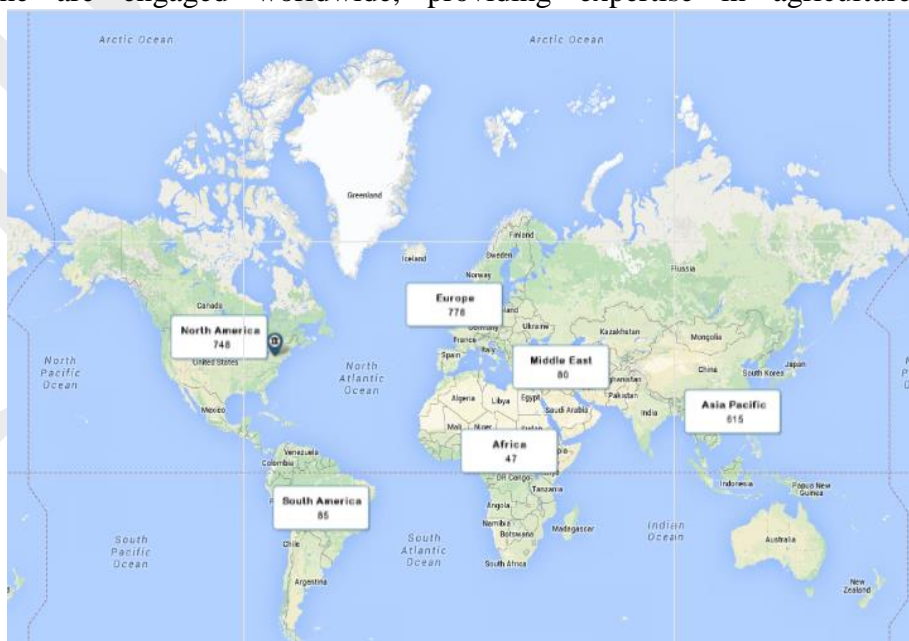 are engaged worldwide, providing expertise in agriculture
Arctic Ocean
Arctic Ocean
Greenland
Iceland
Finland
Sweden
Norway
Russia
Canada
Europe
778
North America
748
United States
Ukraine
Germany
France
Spain
Italy
Kazakhstan
Mongolia
North
Pacific
Ocean
North
Atlantic
Ocean
Middle East
80
China
South Korea
Japan
Pakistan
Mexico
Algeria
Libya
Egypt
Saudi Arabia
India
Asia Pacific
615
Mali
Niger
Sudan
Africa
47
Venezuela
Colombia
DR Congo
Tanzania
Indonesia
Papua New
Guinea
South America
85
Angola
Namibia
Botswana
Madagascar
South Africa
South
Pacific
Ocean
South
Atlantic
Ocean
Indian
Ocean
Australia
Chile
Argentina
New
Zealand